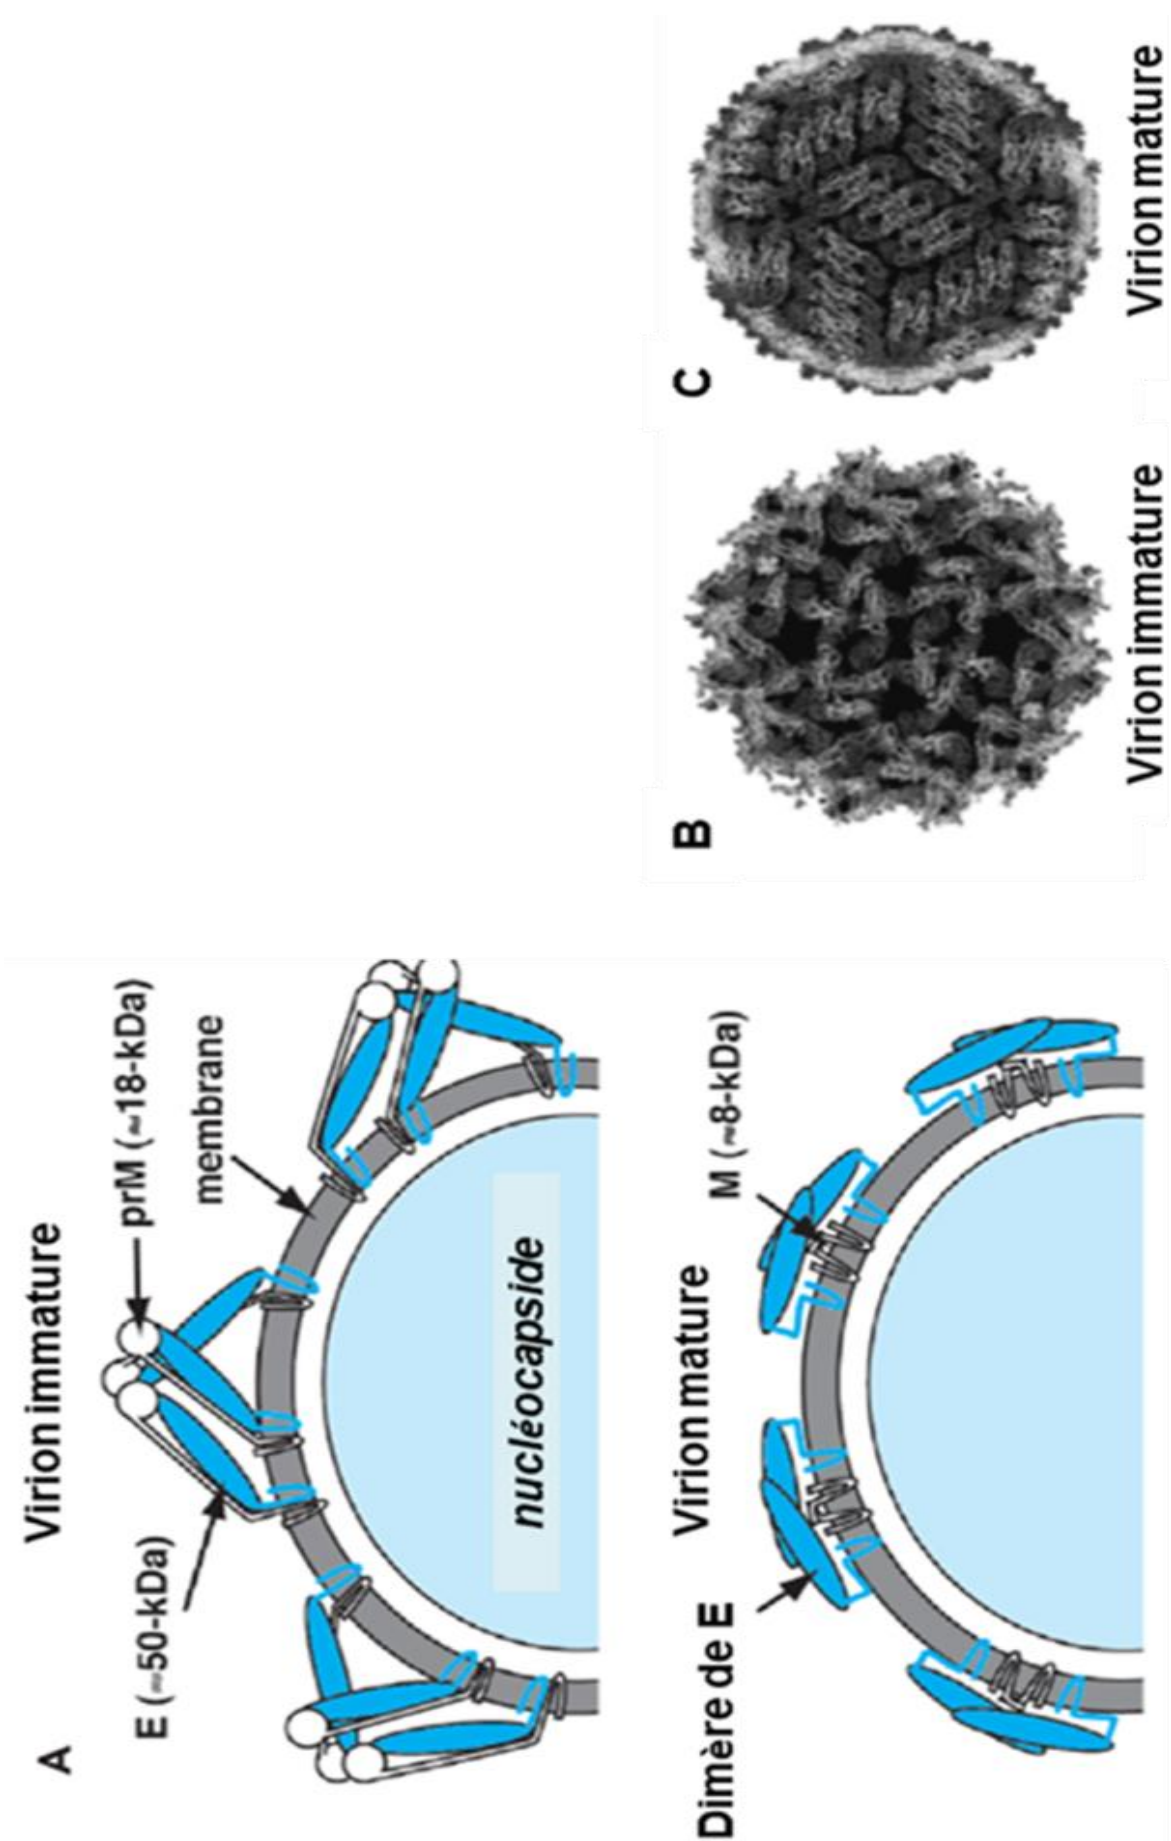 A
Virion immature
E (≈50-kDa)
prM (≈18-kDa)
membrane
nucléocapside
Virion mature
Dimère de E
M (≈8-kDa)
B
Virion immature
C
Virion mature